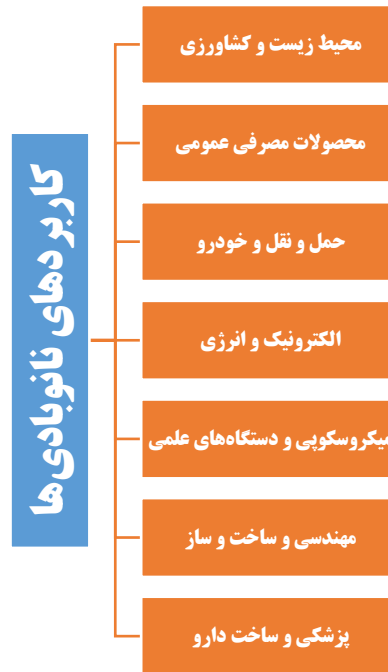 کاربردهای نانوبادی‌ها
محیط زیست و کشاورزی
محصولات مصرفی عمومی
حمل و نقل و خودرو
الکترونیک و انرژی
میکروسکوپی و دستگاه‌های علمی
مهندسی و ساخت و ساز
پزشکی و ساخت دارو